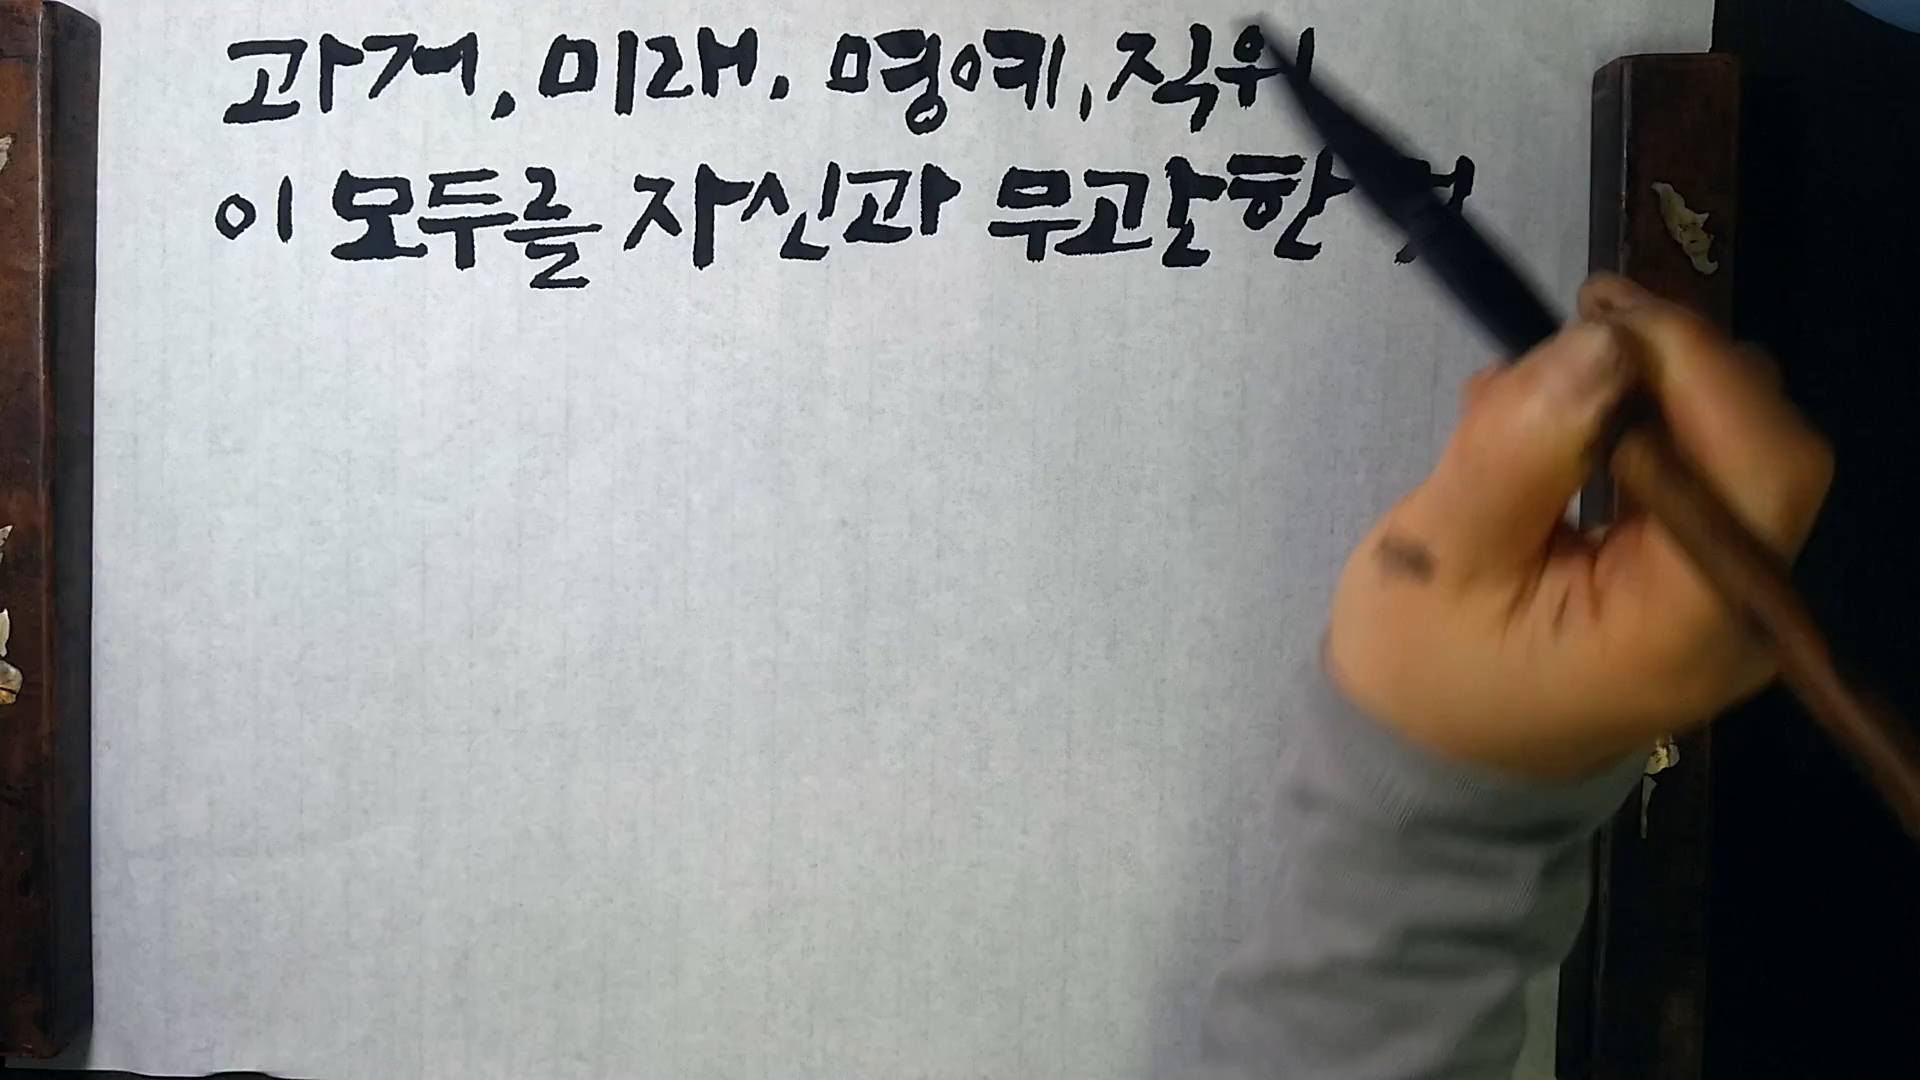 과거, 미래, 명예, 직위
이 모두를 자신과 무관한